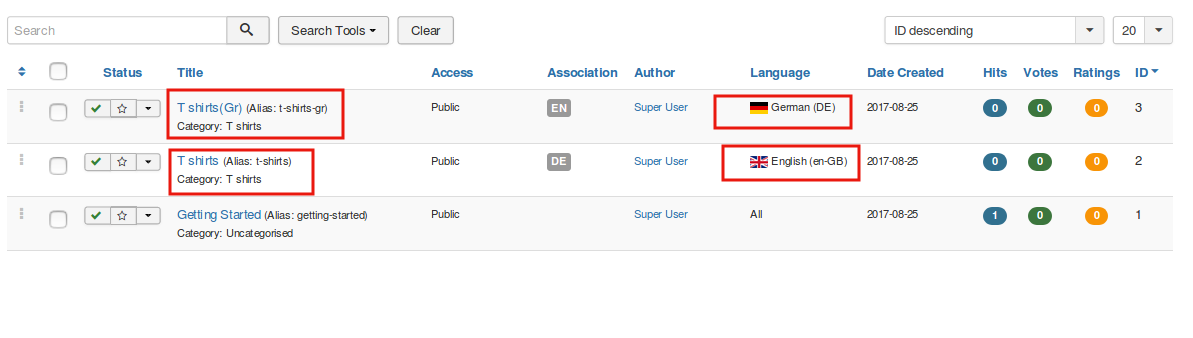 Search Search Tools Clear ID descending 20
Status Title Access Association Author Language Date Created Hits Votes Ratings ID
T shirts(Gr) (Alias: t-shirts-gr) Public EN Super User German (DE) 2017-08-25 0 0 0 3
Category: T shirts
T shirts (Alias: t-shirts) Public DE Super User English (en-GB) 2017-08-25 0 0 0 2
Category: T shirts
Getting Started (Alias: getting-started) Public Super User All 2017-08-25 1 0 0 1
Category: Uncategorised